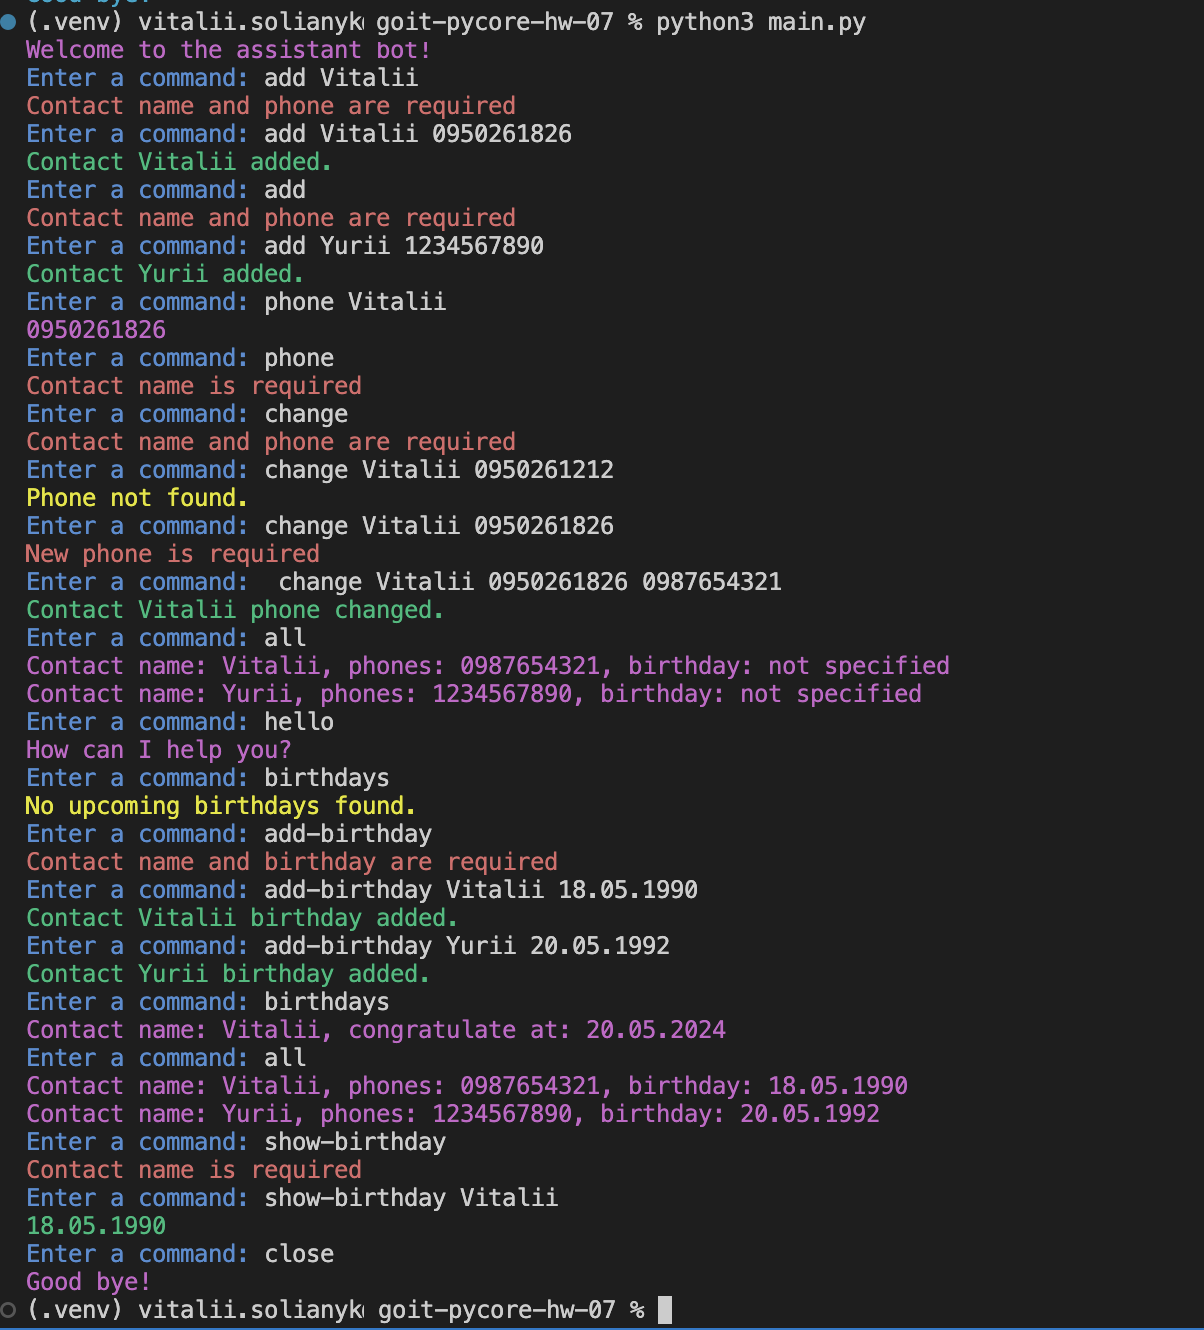 (.venv) vitalii.solianyk goit-pycore-hw-07 % python3 main.py
Welcome to the assistant bot!
Enter a command: add Vitalii
Contact name and phone are required
Enter a command: add Vitalii 0950261826
Contact Vitalii added.
Enter a command: add
Contact name and phone are required
Enter a command: add Yurii 1234567890
Contact Yurii added.
Enter a command: phone Vitalii
0950261826
Enter a command: phone
Contact name is required
Enter a command: change
Contact name and phone are required
Enter a command: change Vitalii 0950261212
Phone not found.
Enter a command: change Vitalii 0950261826
New phone is required
Enter a command:  change Vitalii 0950261826 0987654321
Contact Vitalii phone changed.
Enter a command: all
Contact name: Vitalii, phones: 0987654321, birthday: not specified
Contact name: Yurii, phones: 1234567890, birthday: not specified
Enter a command: hello
How can I help you?
Enter a command: birthdays
No upcoming birthdays found.
Enter a command: add-birthday
Contact name and birthday are required
Enter a command: add-birthday Vitalii 18.05.1990
Contact Vitalii birthday added.
Enter a command: add-birthday Yurii 20.05.1992
Contact Yurii birthday added.
Enter a command: birthdays
Contact name: Vitalii, congratulate at: 20.05.2024
Enter a command: all
Contact name: Vitalii, phones: 0987654321, birthday: 18.05.1990
Contact name: Yurii, phones: 1234567890, birthday: 20.05.1992
Enter a command: show-birthday
Contact name is required
Enter a command: show-birthday Vitalii
18.05.1990
Enter a command: close
Good bye!
(.venv) vitalii.solianyk goit-pycore-hw-07 %